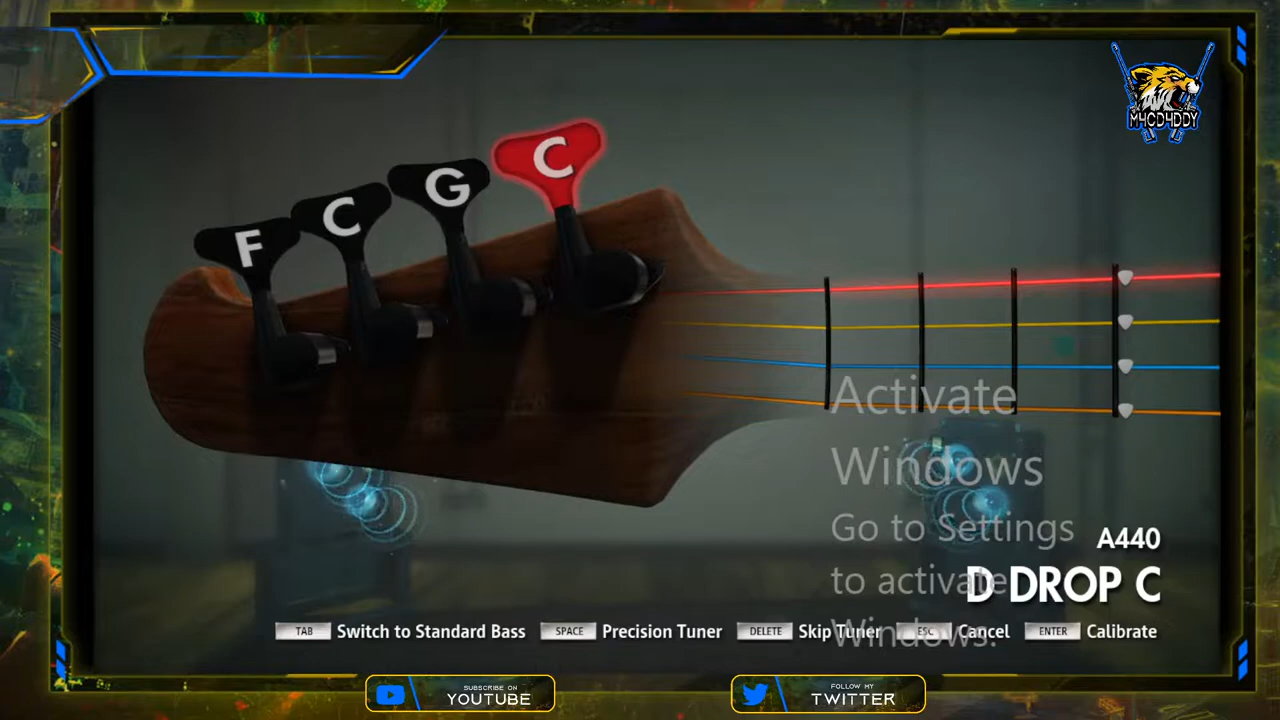 M4CD4DDY
C
G
C
F
Activate
Windows
Go to Settings
to activate
Windows.
A440
D DROP C
TAB Switch to Standard Bass SPACE Precision Tuner DELETE Skip Tuner ESC Cancel ENTER Calibrate
SUBSCRIBE ON
YOUTUBE
FOLLOW MY
TWITTER